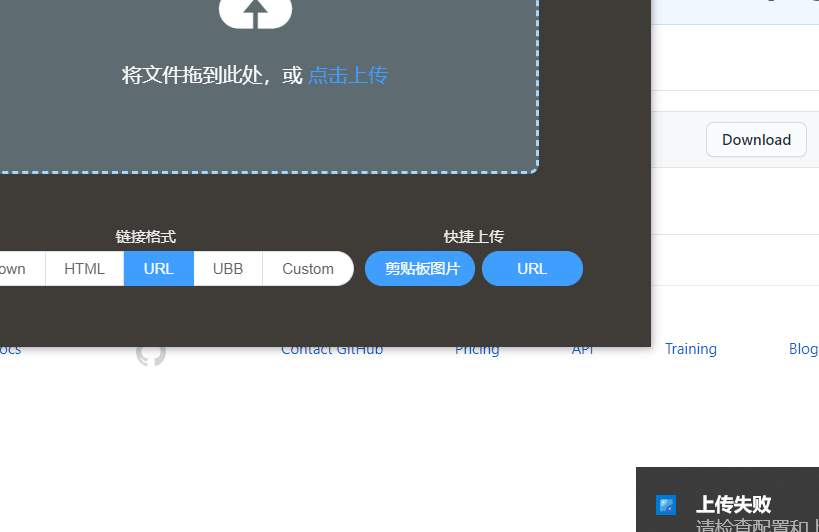 将文件拖到此处，或 点击上传
Download
链接格式
快捷上传
own HTML URL UBB Custom
剪贴板图片 URL
ocs Contact GitHub Pricing API Training Blog
上传失败
请检查配置和上